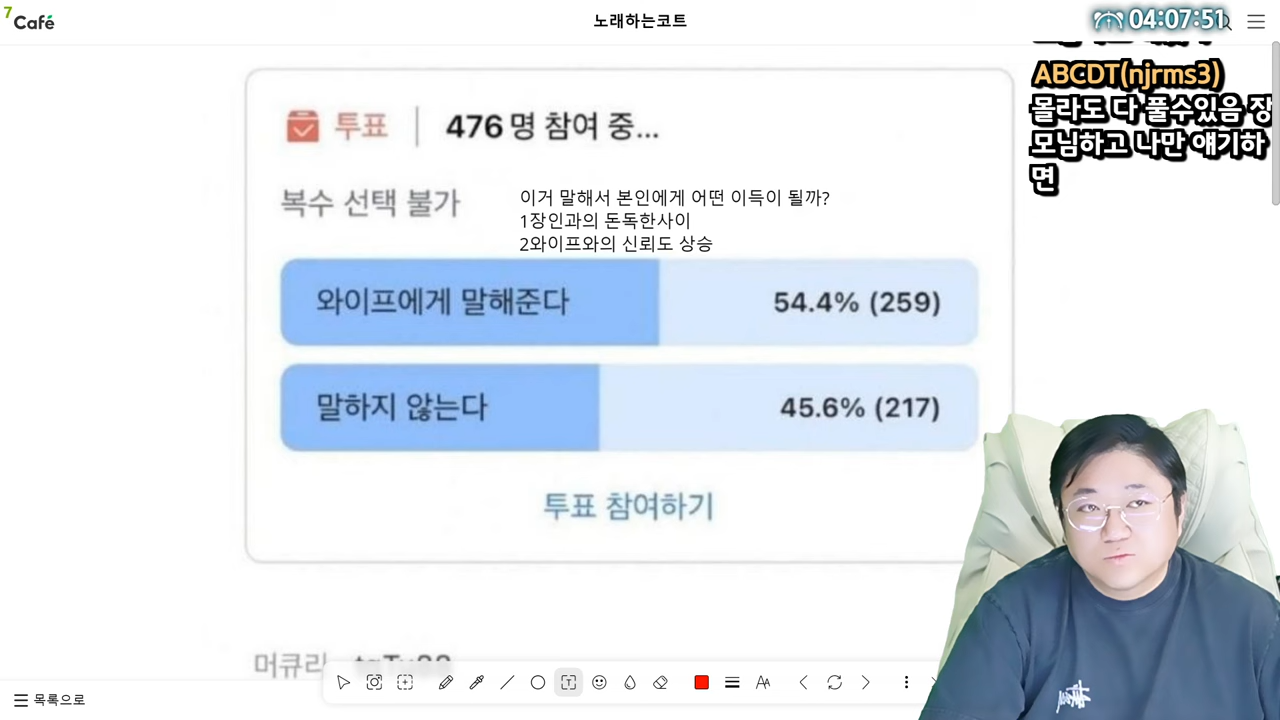 7
Café
노래하는코트
04:07:51
ABCDT(njrms3)
몰라도 다 풀수있음 장
모님하고 나만 얘기하
면
투표
476명 참여 중...
복수 선택 불가
이거 말해서 본인에게 어떤 이득이 될까?
1장인과의 돈독한사이
2와이프와의 신뢰도 상승
와이프에게 말해준다
54.4% (259)
말하지 않는다
45.6% (217)
투표 참여하기
머큐리
목록으로